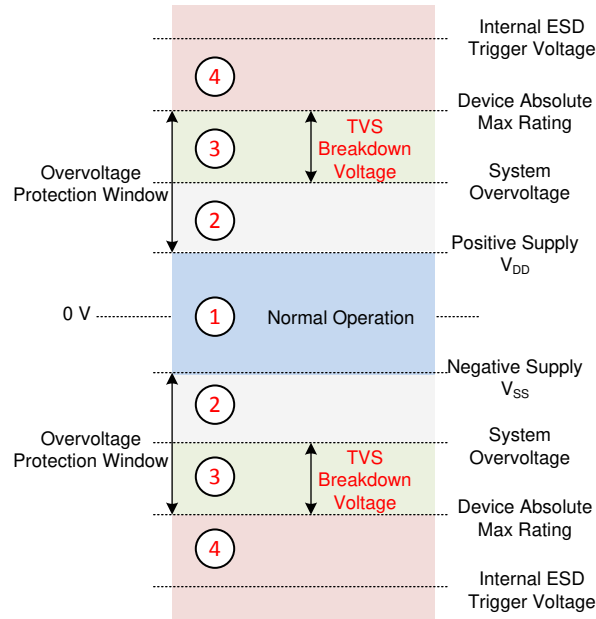 Internal ESD
Trigger Voltage
4
Device Absolute
Max Rating
3
TVS
Breakdown
Voltage
Overvoltage
Protection Window
System
Overvoltage
2
Positive Supply
VDD
0 V
1
Normal Operation
Negative Supply
VSS
2
Overvoltage
Protection Window
System
Overvoltage
3
TVS
Breakdown
Voltage
Device Absolute
Max Rating
4
Internal ESD
Trigger Voltage